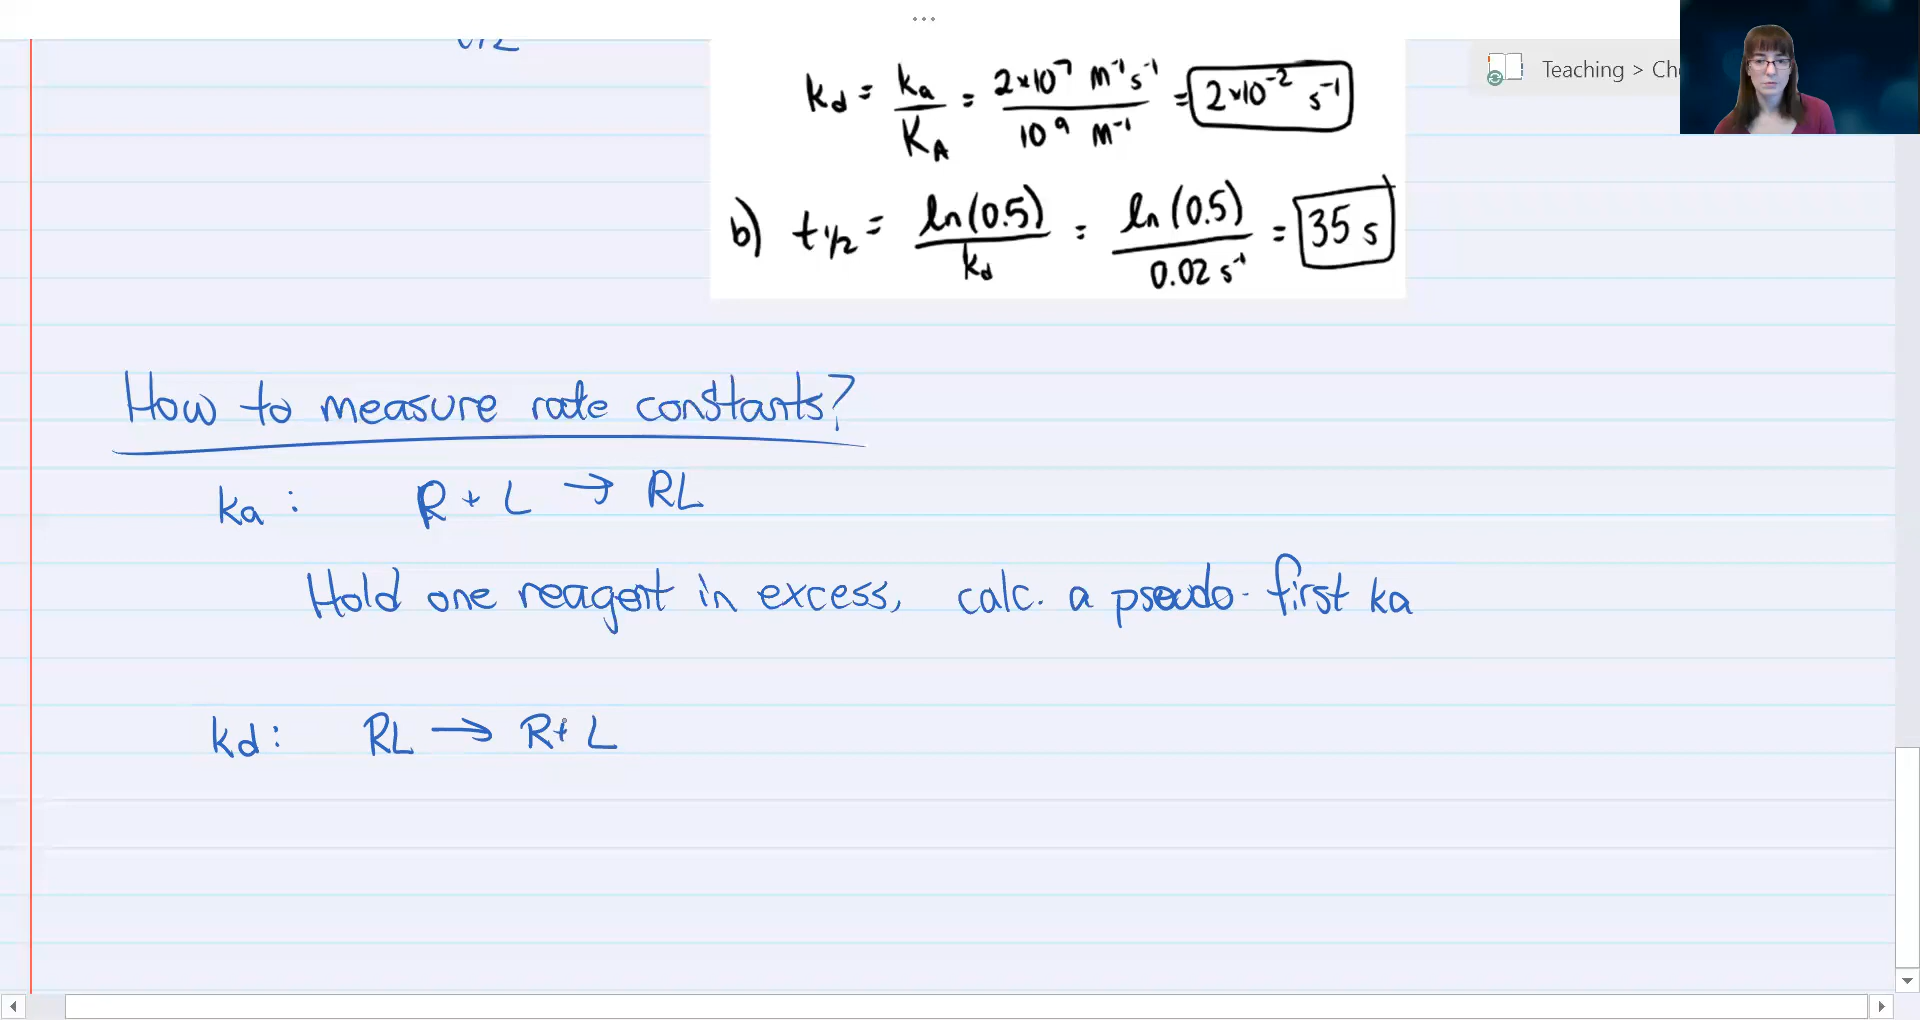 Teaching > Ch
kd = ka/KA = 2×10⁷ M⁻¹s⁻¹ / 10⁹ M⁻¹ = 2×10⁻² s⁻¹
b) t1/2 = ln(0.5)/kd = ln(0.5)/0.02 s⁻¹ = 35 s
How to measure rate constants?
ka: R + L → RL
Hold one reagent in excess, calc. a pseudo-first ka
kd: RL → R+ L